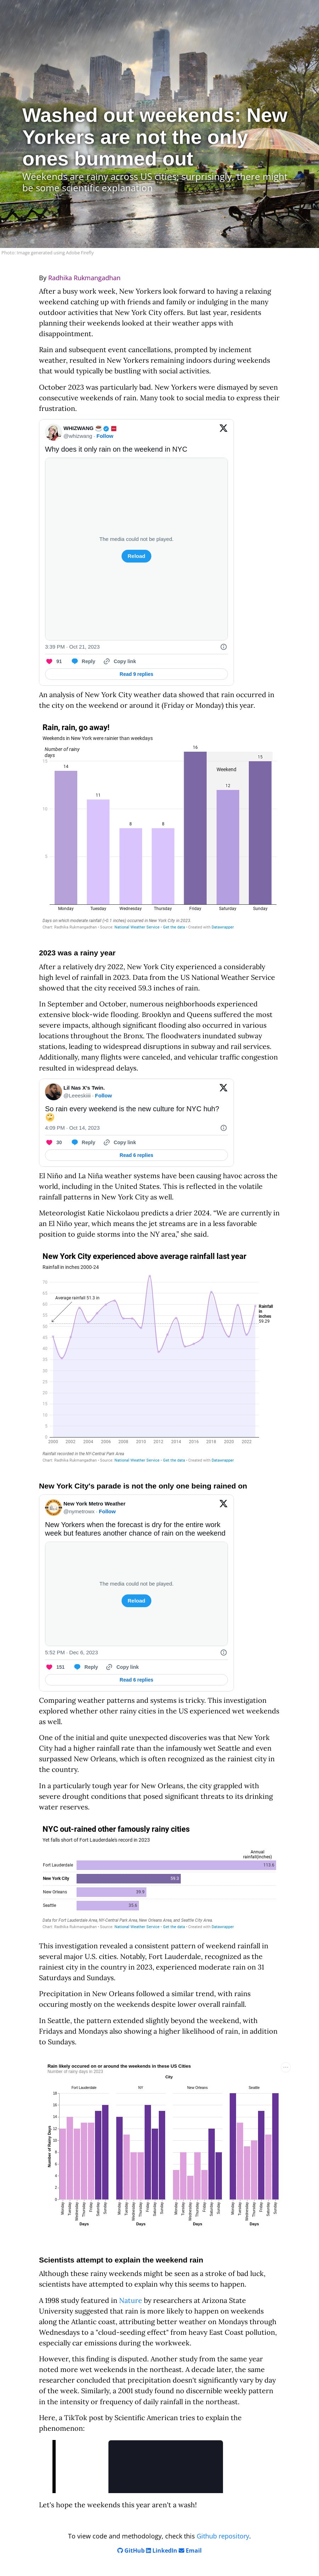 Washed out weekends: New
Yorkers are not the only
ones bummed out
Weekends are rainy across US cities; surprisingly, there might
be some scientific explanation
Photo: Image generated using Adobe Firefly
By Radhika Rukmangadhan
After a busy work week, New Yorkers look forward to having a relaxing
weekend catching up with friends and family or indulging in the many
outdoor activities that New York City offers. But last year, residents
planning their weekends looked at their weather apps with
disappointment.
Rain and subsequent event cancellations, prompted by inclement
weather, resulted in New Yorkers remaining indoors during weekends
that would typically be bustling with social activities.
October 2023 was particularly bad. New Yorkers were dismayed by seven
consecutive weekends of rain. Many took to social media to express their
frustration.
WHIZWANG
@whizwang · Follow
Why does it only rain on the weekend in NYC
The media could not be played.
Reload
3:39 PM · Oct 21, 2023
91 Reply Copy link
Read 9 replies
An analysis of New York City weather data showed that rain occurred in
the city on the weekend or around it (Friday or Monday) this year.
Rain, rain, go away!
Weekends in New York were rainier than weekdays
Number of rainy
days
15
10
5
14
11
8
8
16
Weekend
12
15
Monday Tuesday Wednesday Thursday Friday Saturday Sunday
Days on which moderate rainfall (>0.1 inches) occurred in New York City in 2023.
Chart: Radhika Rukmangadhan · Source: National Weather Service · Get the data · Created with Datawrapper
2023 was a rainy year
After a relatively dry 2022, New York City experienced a considerably
high level of rainfall in 2023. Data from the US National Weather Service
showed that the city received 59.3 inches of rain.
In September and October, numerous neighborhoods experienced
extensive block-wide flooding. Brooklyn and Queens suffered the most
severe impacts, although significant flooding also occurred in various
locations throughout the Bronx. The floodwaters inundated subway
stations, leading to widespread disruptions in subway and rail services.
Additionally, many flights were canceled, and vehicular traffic congestion
resulted in widespread delays.
Lil Nas X's Twin.
Follow
So rain every weekend is the new culture for NYC huh?
🙄
4:09 PM · Oct 14, 2023
30 Reply Copy link
Read 6 replies
El Niño and La Niña weather systems have been causing havoc across the
world, including in the United States. This is reflected in the volatile
rainfall patterns in New York City as well.
Meteorologist Katie Nickolaou predicts a drier 2024. “We are currently in
an El Niño year, which means the jet streams are in a less favorable
position to guide storms into the NY area,” she said.
New York City experienced above average rainfall last year
Rainfall in inches 2000-24
70
65
60
55
50
45
40
35
30
25
20
15
10
5
0
Average rainfall 51.3 in
Rainfall
in
inches
59.29
2000 2002 2004 2006 2008 2010 2012 2014 2016 2018 2020 2022
Rainfall recorded in the NY-Central Park Area
Chart: Radhika Rukmangadhan · Source: National Weather Service · Get the data · Created with Datawrapper
New York City's parade is not the only one being rained on
New York Metro Weather
@nymetrowx · Follow
New Yorkers when the forecast is dry for the entire work
week but features another chance of rain on the weekend
The media could not be played.
Reload
5:52 PM · Dec 6, 2023
151 Reply Copy link
Read 6 replies
Comparing weather patterns and systems is tricky. This investigation
explored whether other rainy cities in the US experienced wet weekends
as well.
One of the initial and quite unexpected discoveries was that New York
City had a higher rainfall rate than the infamously wet Seattle and even
surpassed New Orleans, which is often recognized as the rainiest city in
the country.
In a particularly tough year for New Orleans, the city grappled with
severe drought conditions that posed significant threats to its drinking
water reserves.
NYC out-rained other famously rainy cities
Yet falls short of Fort Lauderdale's record in 2023
Annual
rainfall(inches)
Fort Lauderdale 113.6
New York City 59.3
New Orleans 39.8
Seattle 35.6
Data for Fort Lauderdale Area, NY-Central Park Area, New Orleans Area, and Seattle City Area.
Chart: Radhika Rukmangadhan · Source: National Weather Service · Get the data · Created with Datawrapper
This investigation revealed a consistent pattern of weekend rainfall in
several major U.S. cities. Notably, Fort Lauderdale, recognized as the
rainiest city in the country in 2023, experienced moderate rain on 31
Saturdays and Sundays.
Precipitation in New Orleans followed a similar trend, with rains
occuring mostly on the weekends despite lower overall rainfall.
In Seattle, the pattern extended slightly beyond the weekend, with
Fridays and Mondays also showing a higher likelihood of rain, in addition
to Sundays.
Rain likely occured on or around the weekends in these US Cities
Number of rainy days in 2023
City
Fort Lauderdale NY New Orleans Seattle
Number of Rainy Days
18
16
14
12
10
8
6
4
2
0
Monday Tuesday Wednesday Thursday Friday Saturday Sunday Monday Tuesday Wednesday Thursday Friday Saturday Sunday Monday Tuesday Wednesday Thursday Friday Saturday Sunday Monday Tuesday Wednesday Thursday Friday Saturday Sunday
Days Days Days Days
Scientists attempt to explain the weekend rain
Although these rainy weekends might be seen as a stroke of bad luck,
scientists have attempted to explain why this seems to happen.
A 1998 study featured in Nature by researchers at Arizona State
University suggested that rain is more likely to happen on weekends
along the Atlantic coast, attributing lower storm wind on Mondays through
Wednesdays to a "cloud-seeding effect" from heavy East Coast pollution,
especially car emissions during the workweek.
However, this finding is disputed. Another study from the same year
noted more wet weekends in the northeast. A decade later, the same
researcher concluded that precipitation doesn't significantly vary by day
of the week. Similarly, a 2001 study found no discernible weekly pattern
in the intensity or frequency of daily rainfall in the northeast.
Here, a TikTok post by Scientific American tries to explain the
phenomenon:
Let's hope the weekends this year aren't a wash!
To view code and methodology, check this Github repository.
GitHub LinkedIn Email